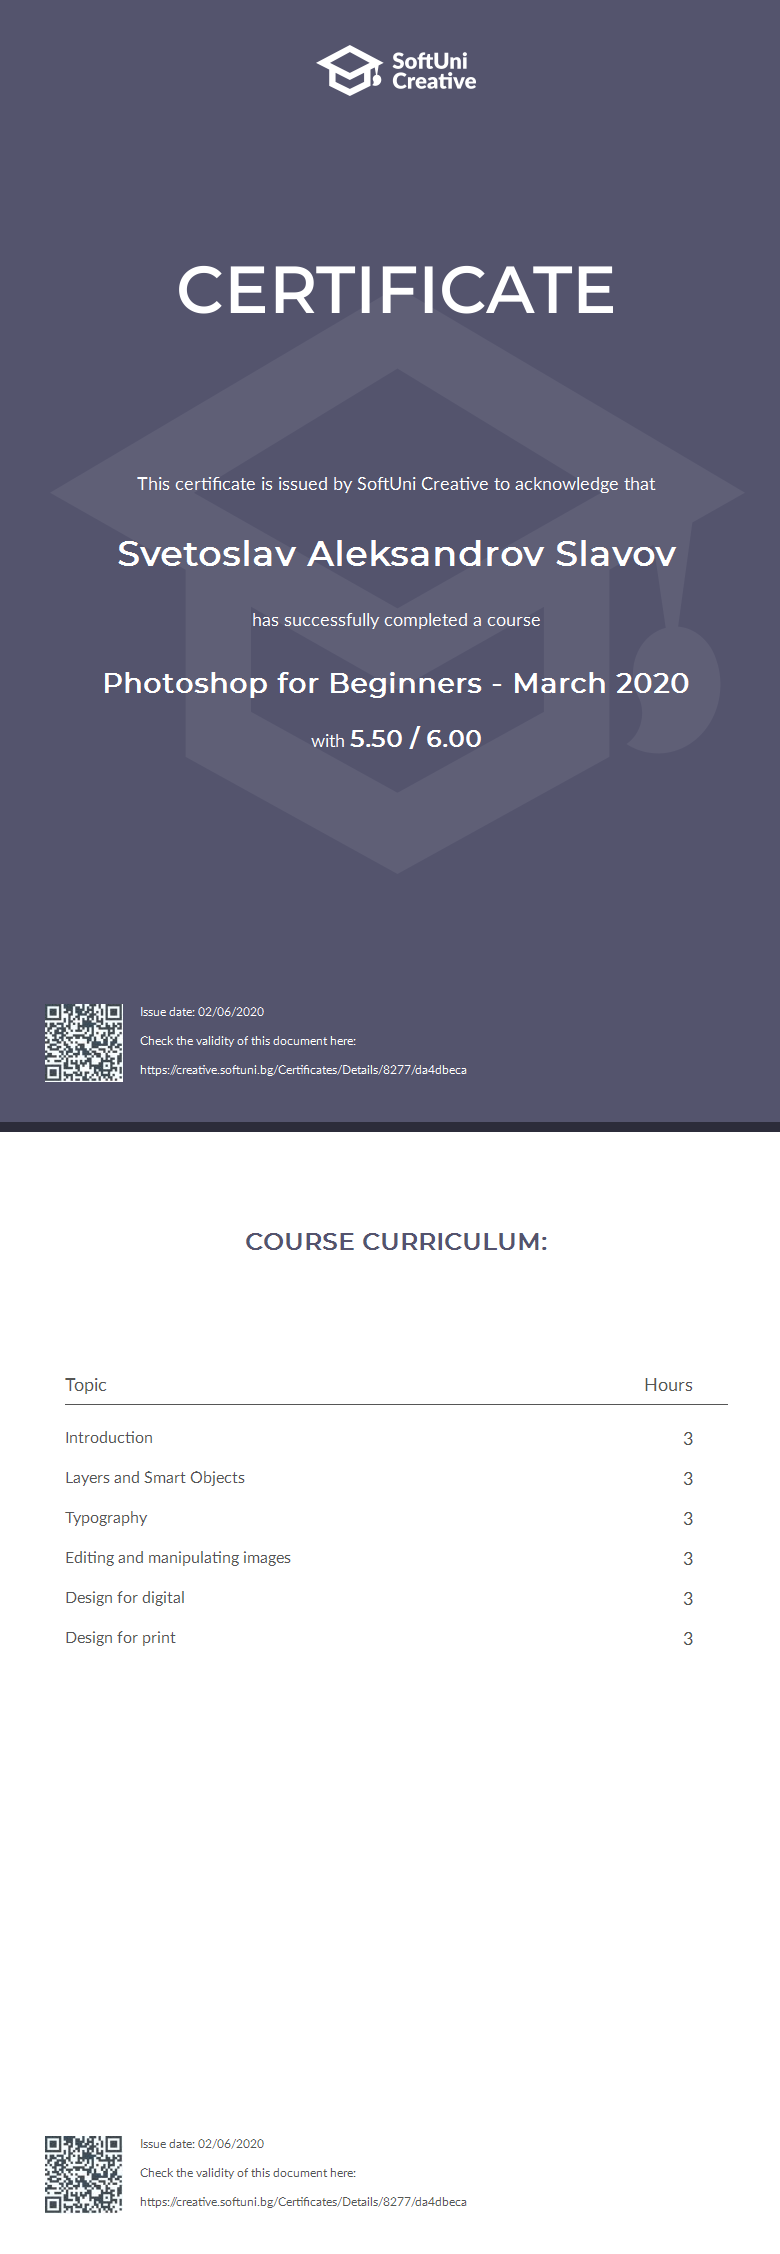 SoftUni
Creative
CERTIFICATE
This certificate is issued by SoftUni Creative to acknowledge that
Svetoslav Aleksandrov Slavov
has successfully completed a course
Photoshop for Beginners - March 2020
with 5.50 / 6.00
Issue date: 02/06/2020
Check the validity of this document here:
https://creative.softuni.bg/Certificates/Details/8277/da4dbeca
COURSE CURRICULUM:
Topic Hours
Introduction 3
Layers and Smart Objects 3
Typography 3
Editing and manipulating images 3
Design for digital 3
Design for print 3
Issue date: 02/06/2020
Check the validity of this document here:
https://creative.softuni.bg/Certificates/Details/8277/da4dbeca